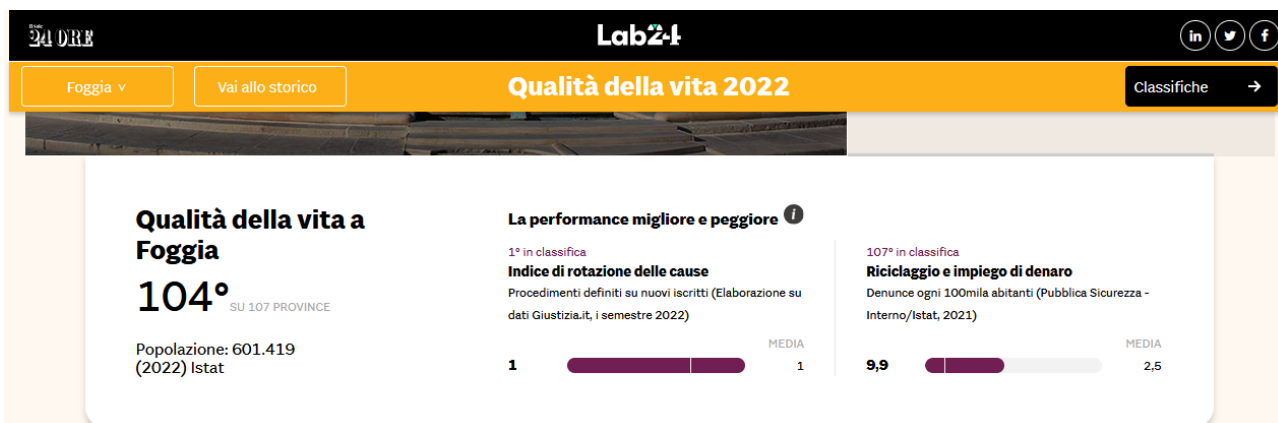 Il Sole
24 ORE
Lab24
in f
Foggia
Vai allo storico
Qualità della vita 2022
Classifiche →
Qualità della vita a
Foggia
104° SU 107 PROVINCE
Popolazione: 601.419
(2022) Istat
La performance migliore e peggiore i
1° in classifica
Indice di rotazione delle cause
Procedimenti definiti su nuovi iscritti (Elaborazione su
dati Giustizia.it, i semestre 2022)
MEDIA
1 1
107° in classifica
Riciclaggio e impiego di denaro
Denunce ogni 100mila abitanti (Pubblica Sicurezza -
Interno/Istat, 2021)
MEDIA
9,9 2,5